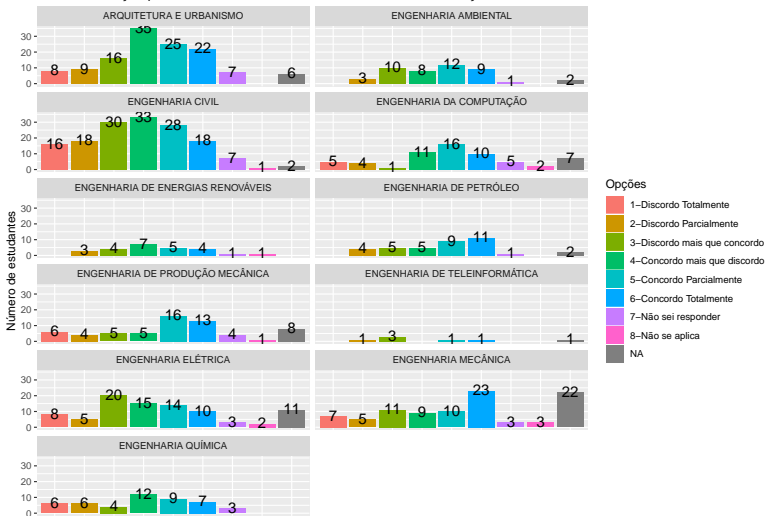 ARQUITETURA E URBANISMO
30
20
10
0
8 9 16 35 25 22 7 6
ENGENHARIA AMBIENTAL
3 10 8 12 9 1 2
ENGENHARIA CIVIL
30
20
10
0
16 18 30 33 28 18 7 1 2
ENGENHARIA DA COMPUTAÇÃO
5 4 1 11 16 10 5 2 7
ENGENHARIA DE ENERGIAS RENOVÁVEIS
30
20
10
0
3 4 7 5 4 1 1
ENGENHARIA DE PETRÓLEO
4 5 5 9 11 1 2
ENGENHARIA DE PRODUÇÃO MECÂNICA
30
20
10
0
6 4 5 5 16 13 4 1 8
ENGENHARIA DE TELEINFORMÁTICA
1 3 1 1 1
ENGENHARIA ELÉTRICA
30
20
10
0
8 5 20 15 14 10 3 2 11
ENGENHARIA MECÂNICA
7 5 11 9 10 23 3 3 22
ENGENHARIA QUÍMICA
30
20
10
0
6 6 4 12 9 7 3
Número de estudantes
Opções
1–Discordo Totalmente
2–Discordo Parcialmente
3–Discordo mais que concordo
4–Concordo mais que discordo
5–Concordo Parcialmente
6–Concordo Totalmente
7–Não sei responder
8–Não se aplica
NA